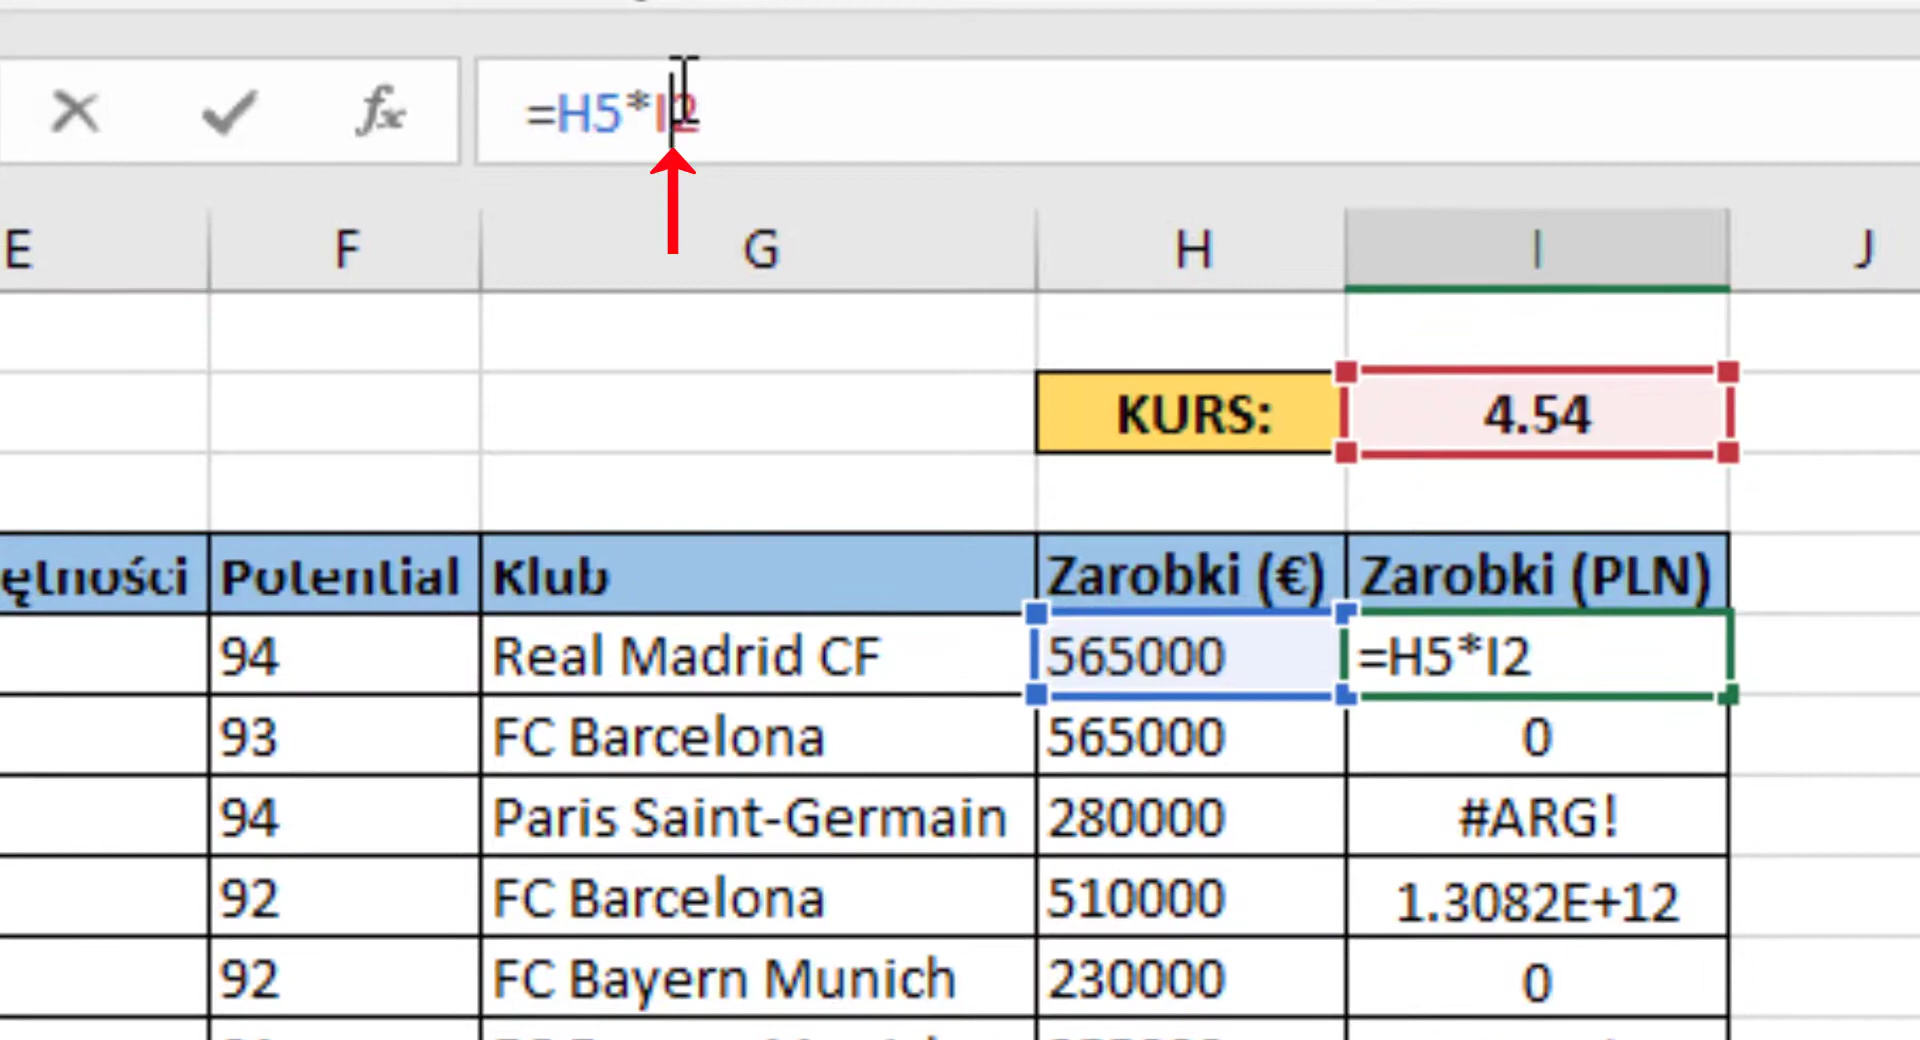 fx =H5*I2
E F G H I J
KURS: 4.54
ętności Potential Klub Zarobki (€) Zarobki (PLN)
94 Real Madrid CF 565000 =H5*I2
93 FC Barcelona 565000 0
94 Paris Saint-Germain 280000 #ARG!
92 FC Barcelona 510000 1.3082E+12
92 FC Bayern Munich 230000 0